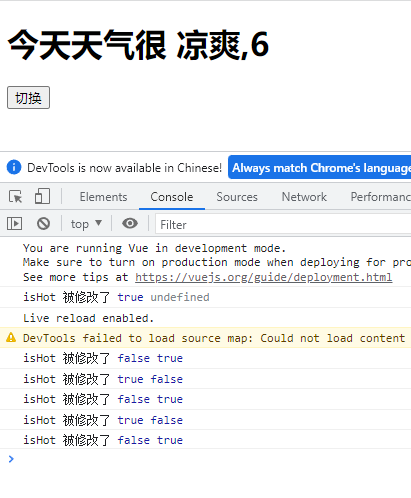 今天天气很 凉爽,6
切换
DevTools is now available in Chinese! Always match Chrome's language
Elements Console Sources Network Performanc
top Filter
You are running Vue in development mode.
Make sure to turn on production mode when deploying for pro
See more tips at https://vuejs.org/guide/deployment.html
isHot 被修改了 true undefined
Live reload enabled.
DevTools failed to load source map: Could not load content
isHot 被修改了 false true
isHot 被修改了 true false
isHot 被修改了 false true
isHot 被修改了 true false
isHot 被修改了 false true